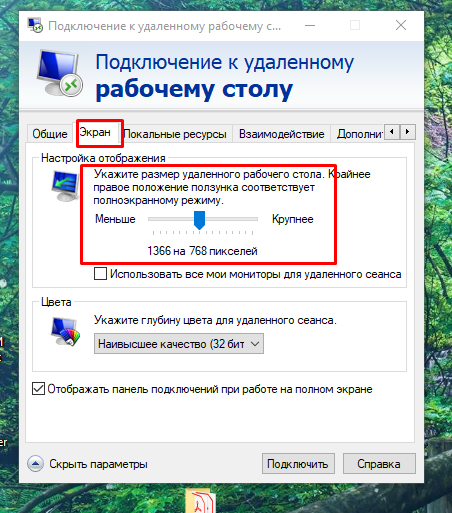 Подключение к удаленному рабочему с...
Подключение к удаленному
рабочему столу
Общие Экран Локальные ресурсы Взаимодействие Дополнит
Настройка отображения
Укажите размер удаленного рабочего стола. Крайнее
правое положение ползунка соответствует
полноэкранному режиму.
Меньше Крупнее
1366 на 768 пикселей
Использовать все мои мониторы для удаленного сеанса
Цвета
Укажите глубину цвета для удаленного сеанса.
Наивысшее качество (32 бит
Отображать панель подключений при работе на полном экране
Скрыть параметры Подключить Справка